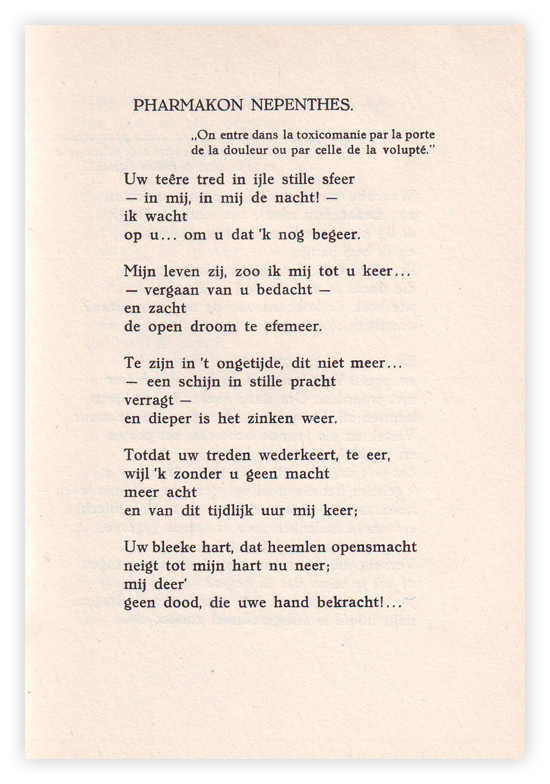 PHARMAKON NEPENTHES.
„On entre dans la toxicomanie par la porte
de la douleur ou par celle de la volupté."
Uw teêre tred in ijle stille sfeer
— in mij, in mij de nacht! —
ik wacht
op u... om u dat 'k nog begeer.
Mijn leven zij, zoo ik mij tot u keer...
— vergaan van u bedacht —
en zacht
de open droom te efemeer.
Te zijn in 't ongetijde, dit niet meer...
— een schijn in stille pracht
verragt —
en dieper is het zinken weer.
Totdat uw treden wederkeert, te eer,
wijl 'k zonder u geen macht
meer acht
en van dit tijdlijk uur mij keer;
Uw bleeke hart, dat heemlen opensmacht
neigt tot mijn hart nu neer;
mij deer'
geen dood, die uwe hand bekracht!...